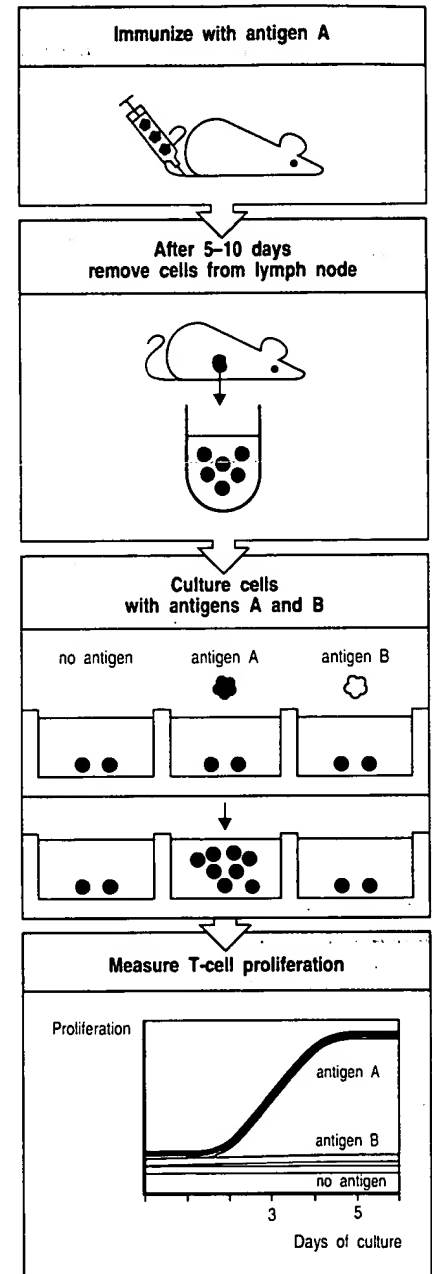 Immunize with antigen A
After 5–10 days
remove cells from lymph node
Culture cells
with antigens A and B
no antigen
antigen A
antigen B
Measure T-cell proliferation
Proliferation
antigen A
antigen B
no antigen
3
5
Days of culture